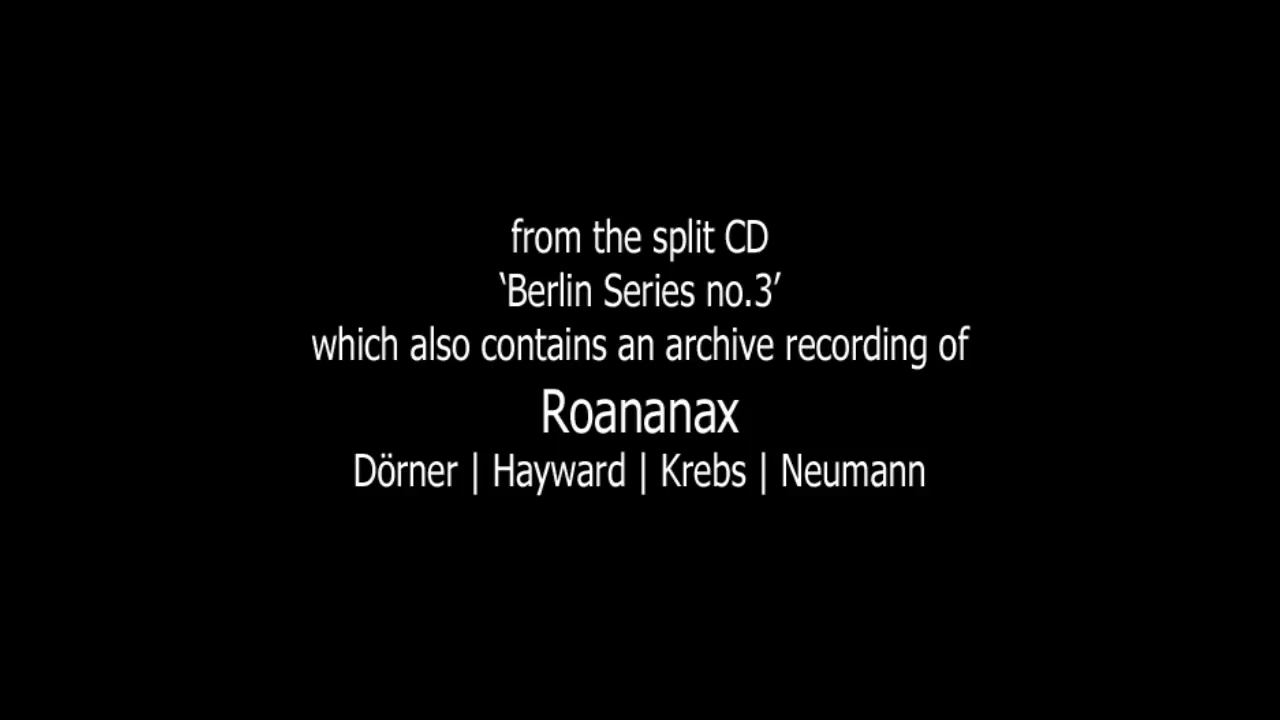 from the split CD
‘Berlin Series no.3’
which also contains an archive recording of
Roananax
Dörner | Hayward | Krebs | Neumann